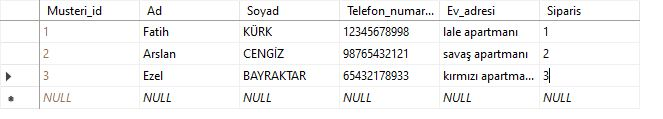 Musteri_id Ad Soyad Telefon_numar... Ev_adresi Siparis
1 Fatih KÜRK 12345678998 lale apartmanı 1
2 Arslan CENGİZ 98765432121 savaş apartmanı 2
3 Ezel BAYRAKTAR 65432178933 kırmızı apartma... 3
NULL NULL NULL NULL NULL NULL